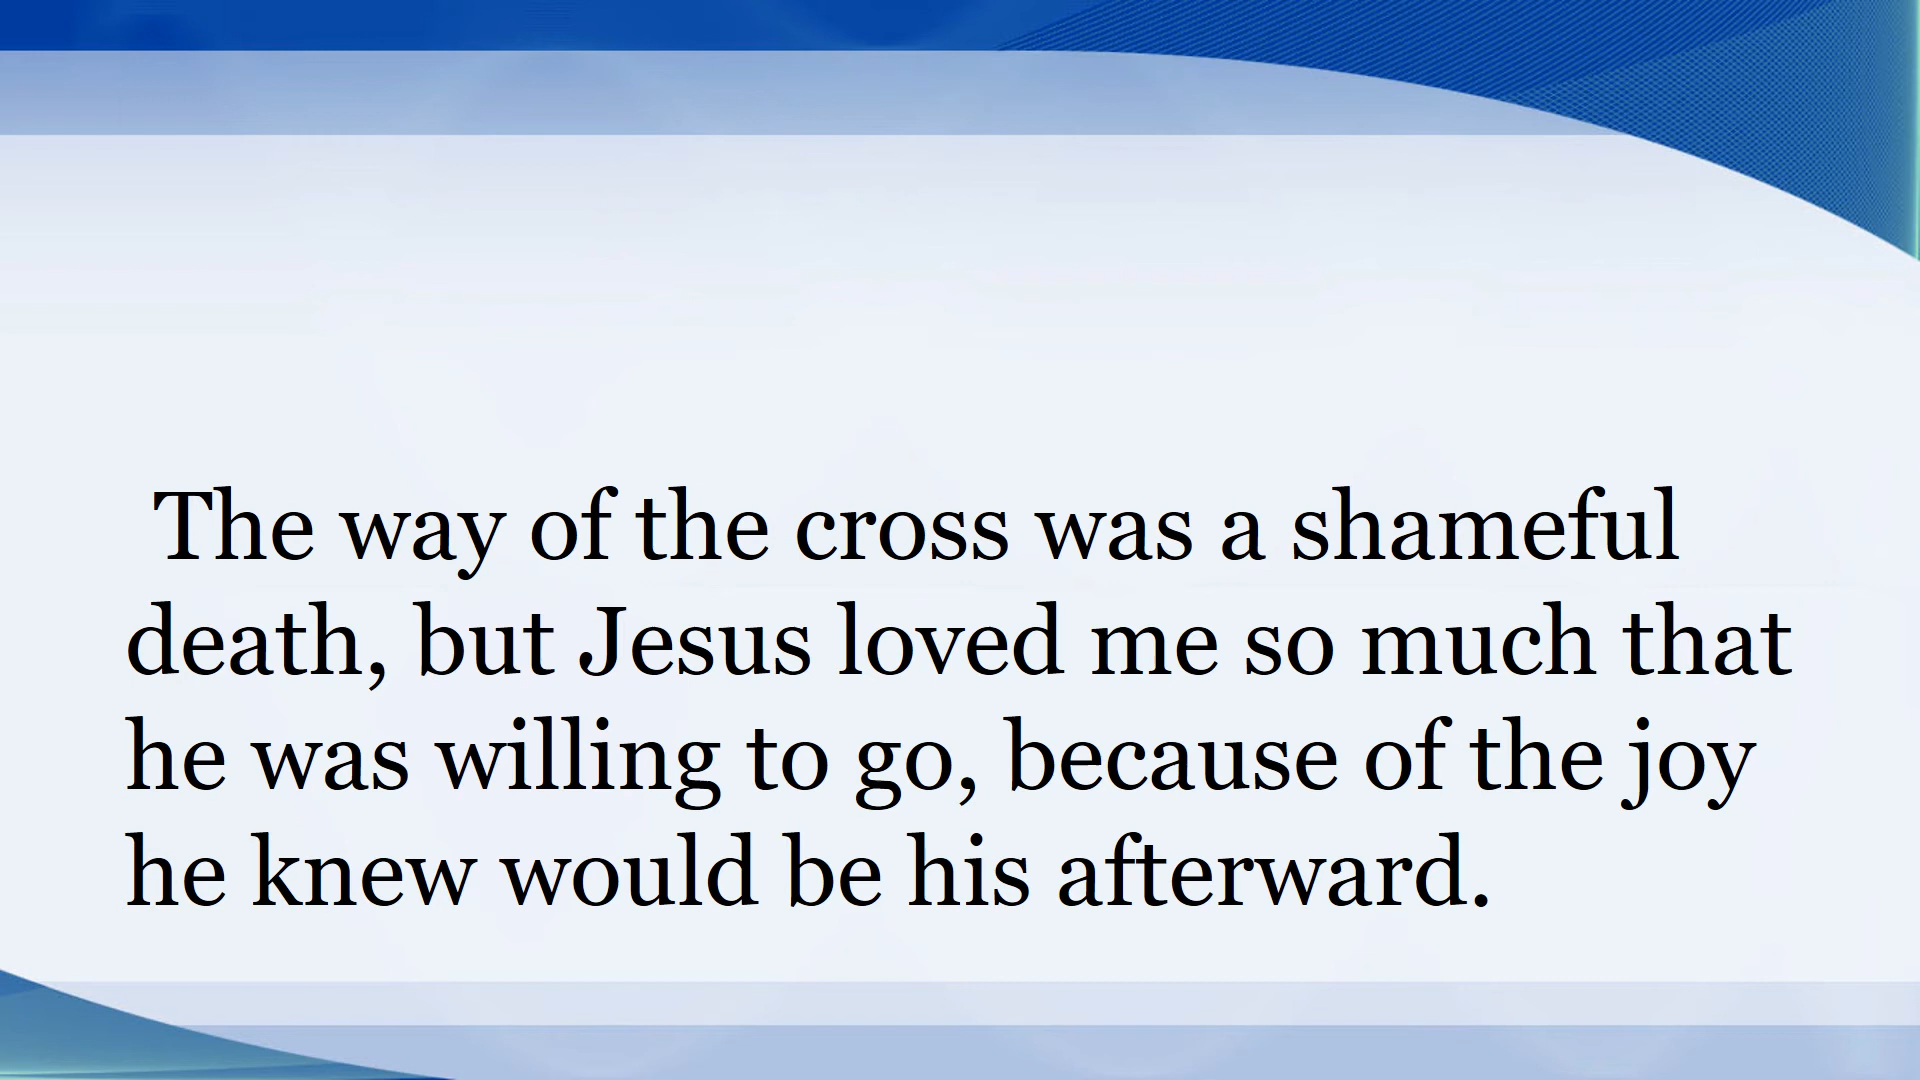 The way of the cross was a shameful
death, but Jesus loved me so much that
he was willing to go, because of the joy
he knew would be his afterward.